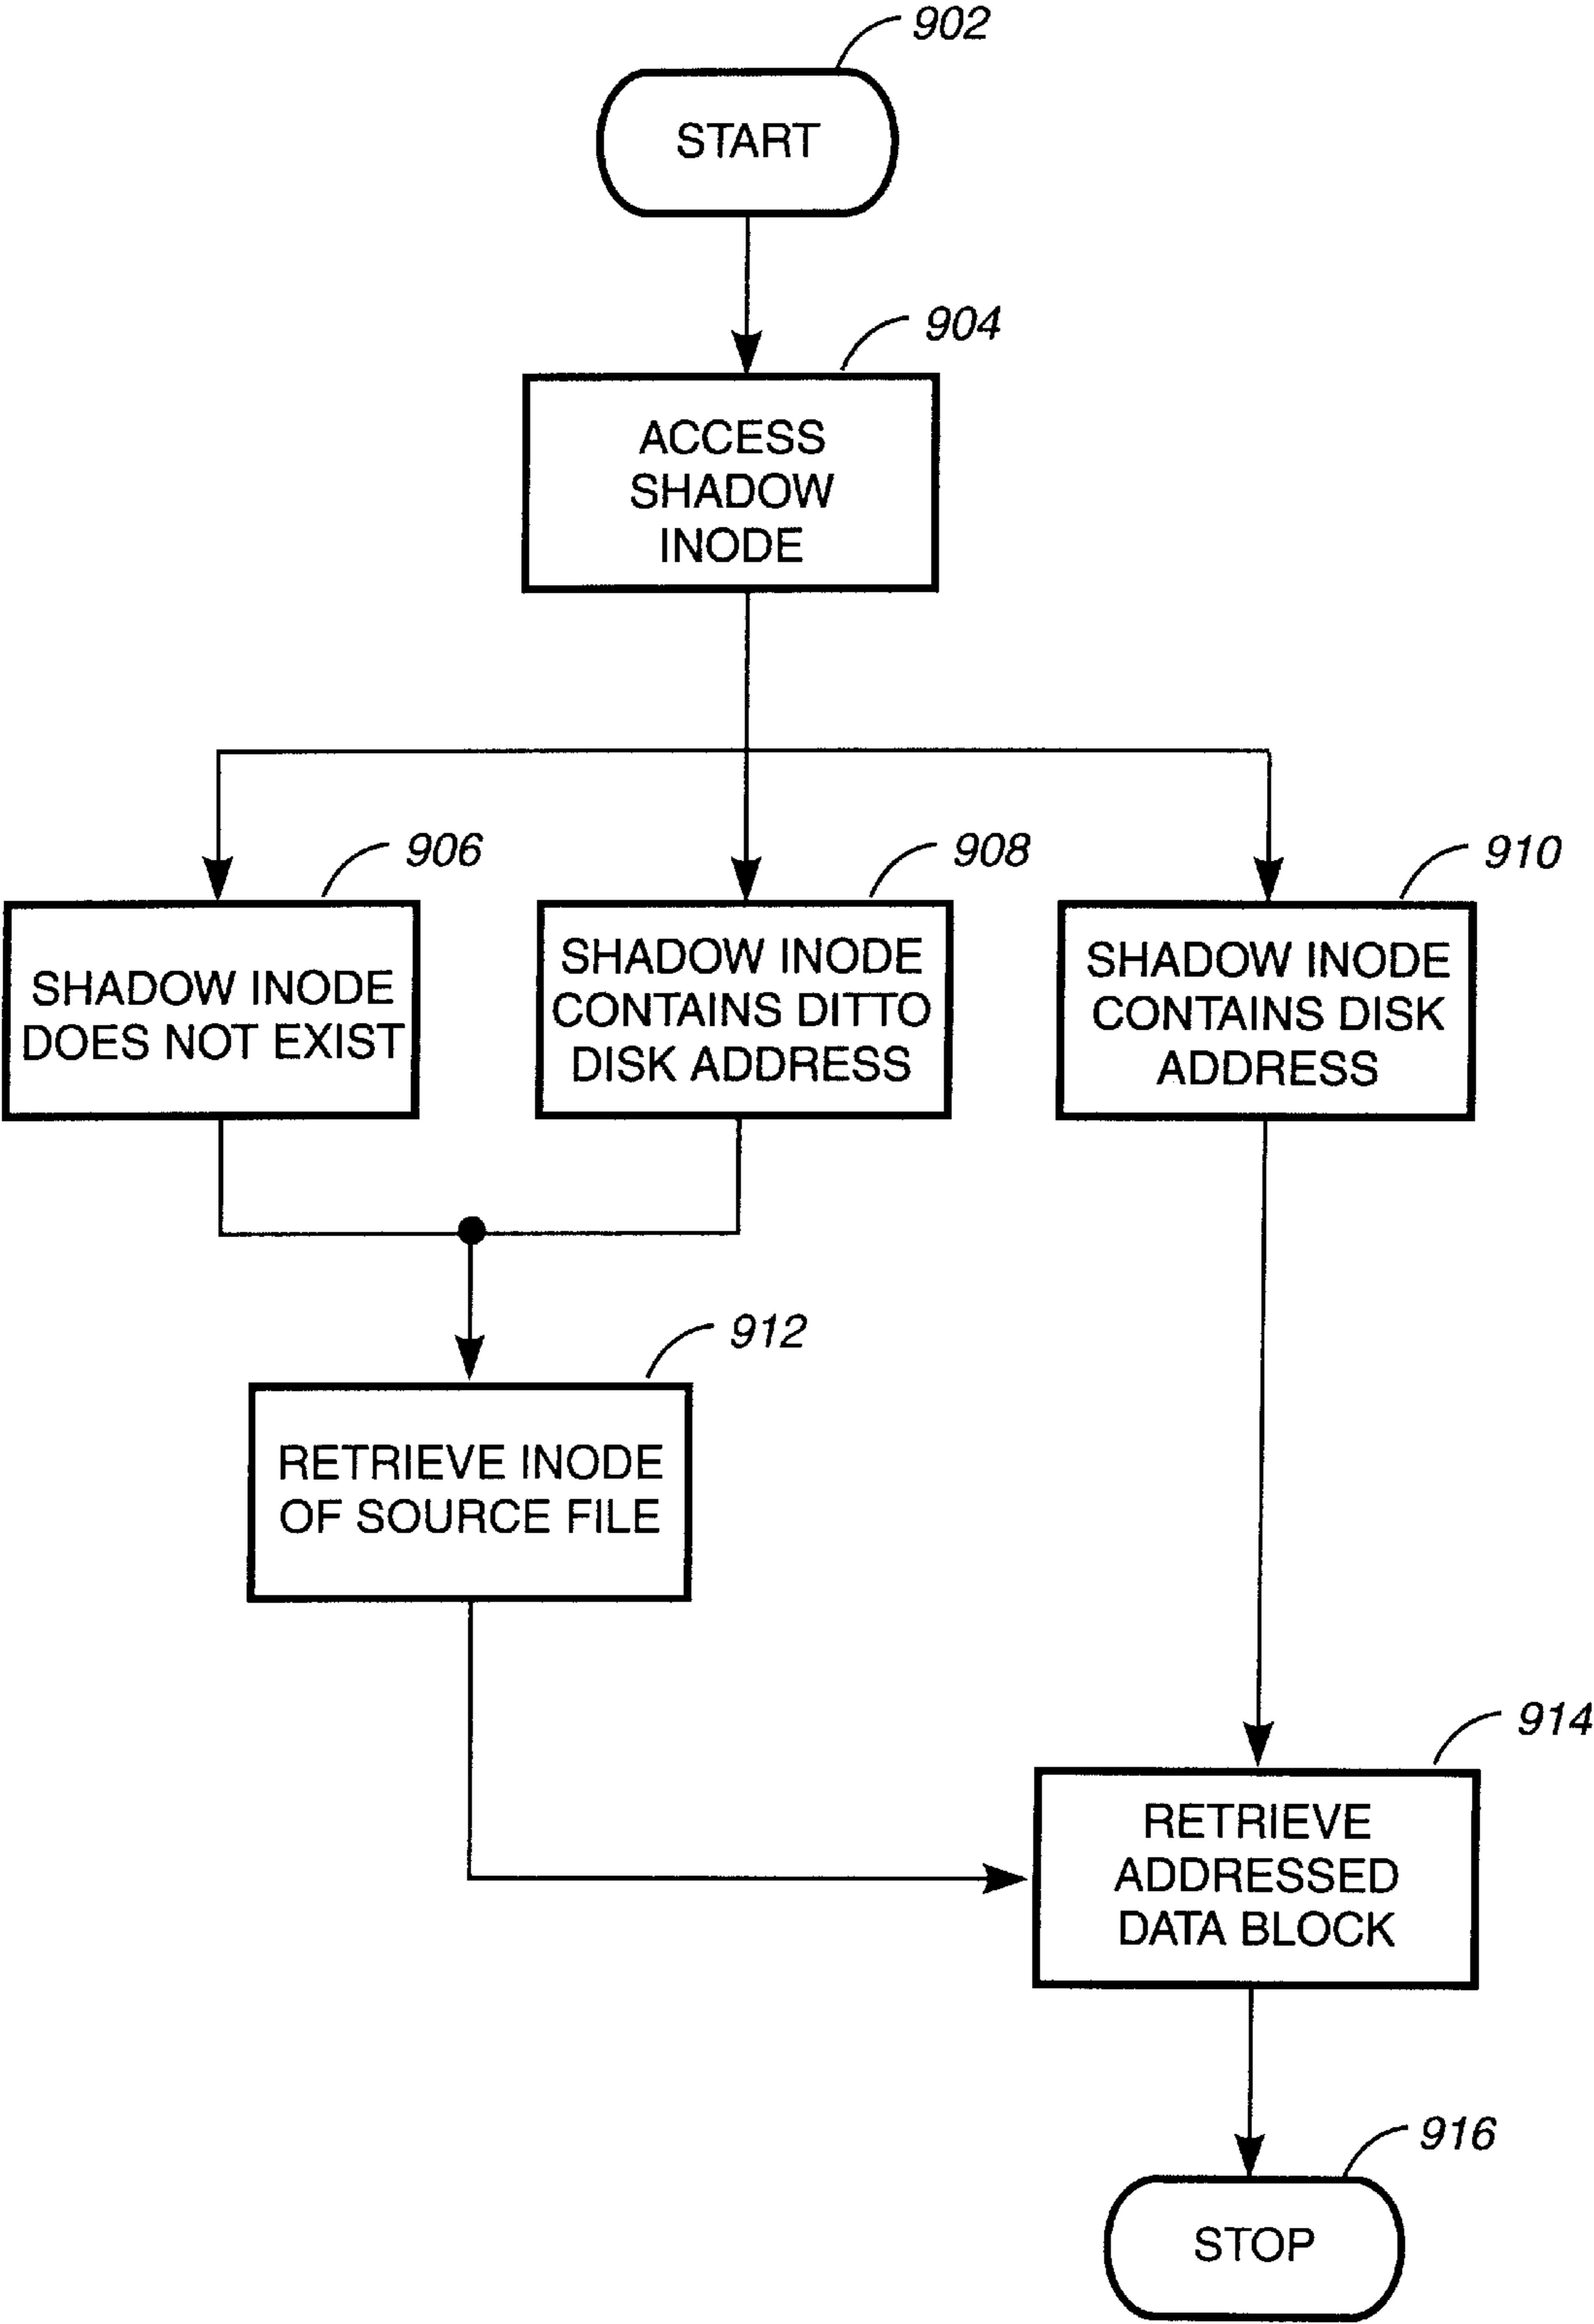 902
START
904
ACCESS
SHADOW
INODE
906
SHADOW INODE
DOES NOT EXIST
908
SHADOW INODE
CONTAINS DITTO
DISK ADDRESS
910
SHADOW INODE
CONTAINS DISK
ADDRESS
912
RETRIEVE INODE
OF SOURCE FILE
914
RETRIEVE
ADDRESSED
DATA BLOCK
916
STOP